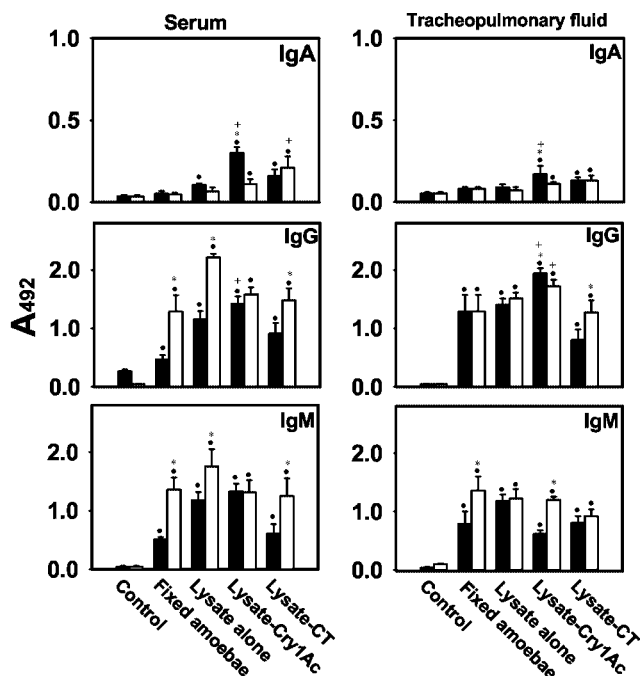 Serum Tracheopulmonary fluid
1.0 IgA 1.0 IgA
0.5 0.5
0.0 0.0
IgG IgG
2.0 2.0
1.0 1.0
0.0 0.0
A492
IgM IgM
2.0 2.0
1.0 1.0
0.0 0.0
Control
Fixed amoebae
Lysate alone
Lysate-Cry1Ac
Lysate-CT
Control
Fixed amoebae
Lysate alone
Lysate-Cry1Ac
Lysate-CT